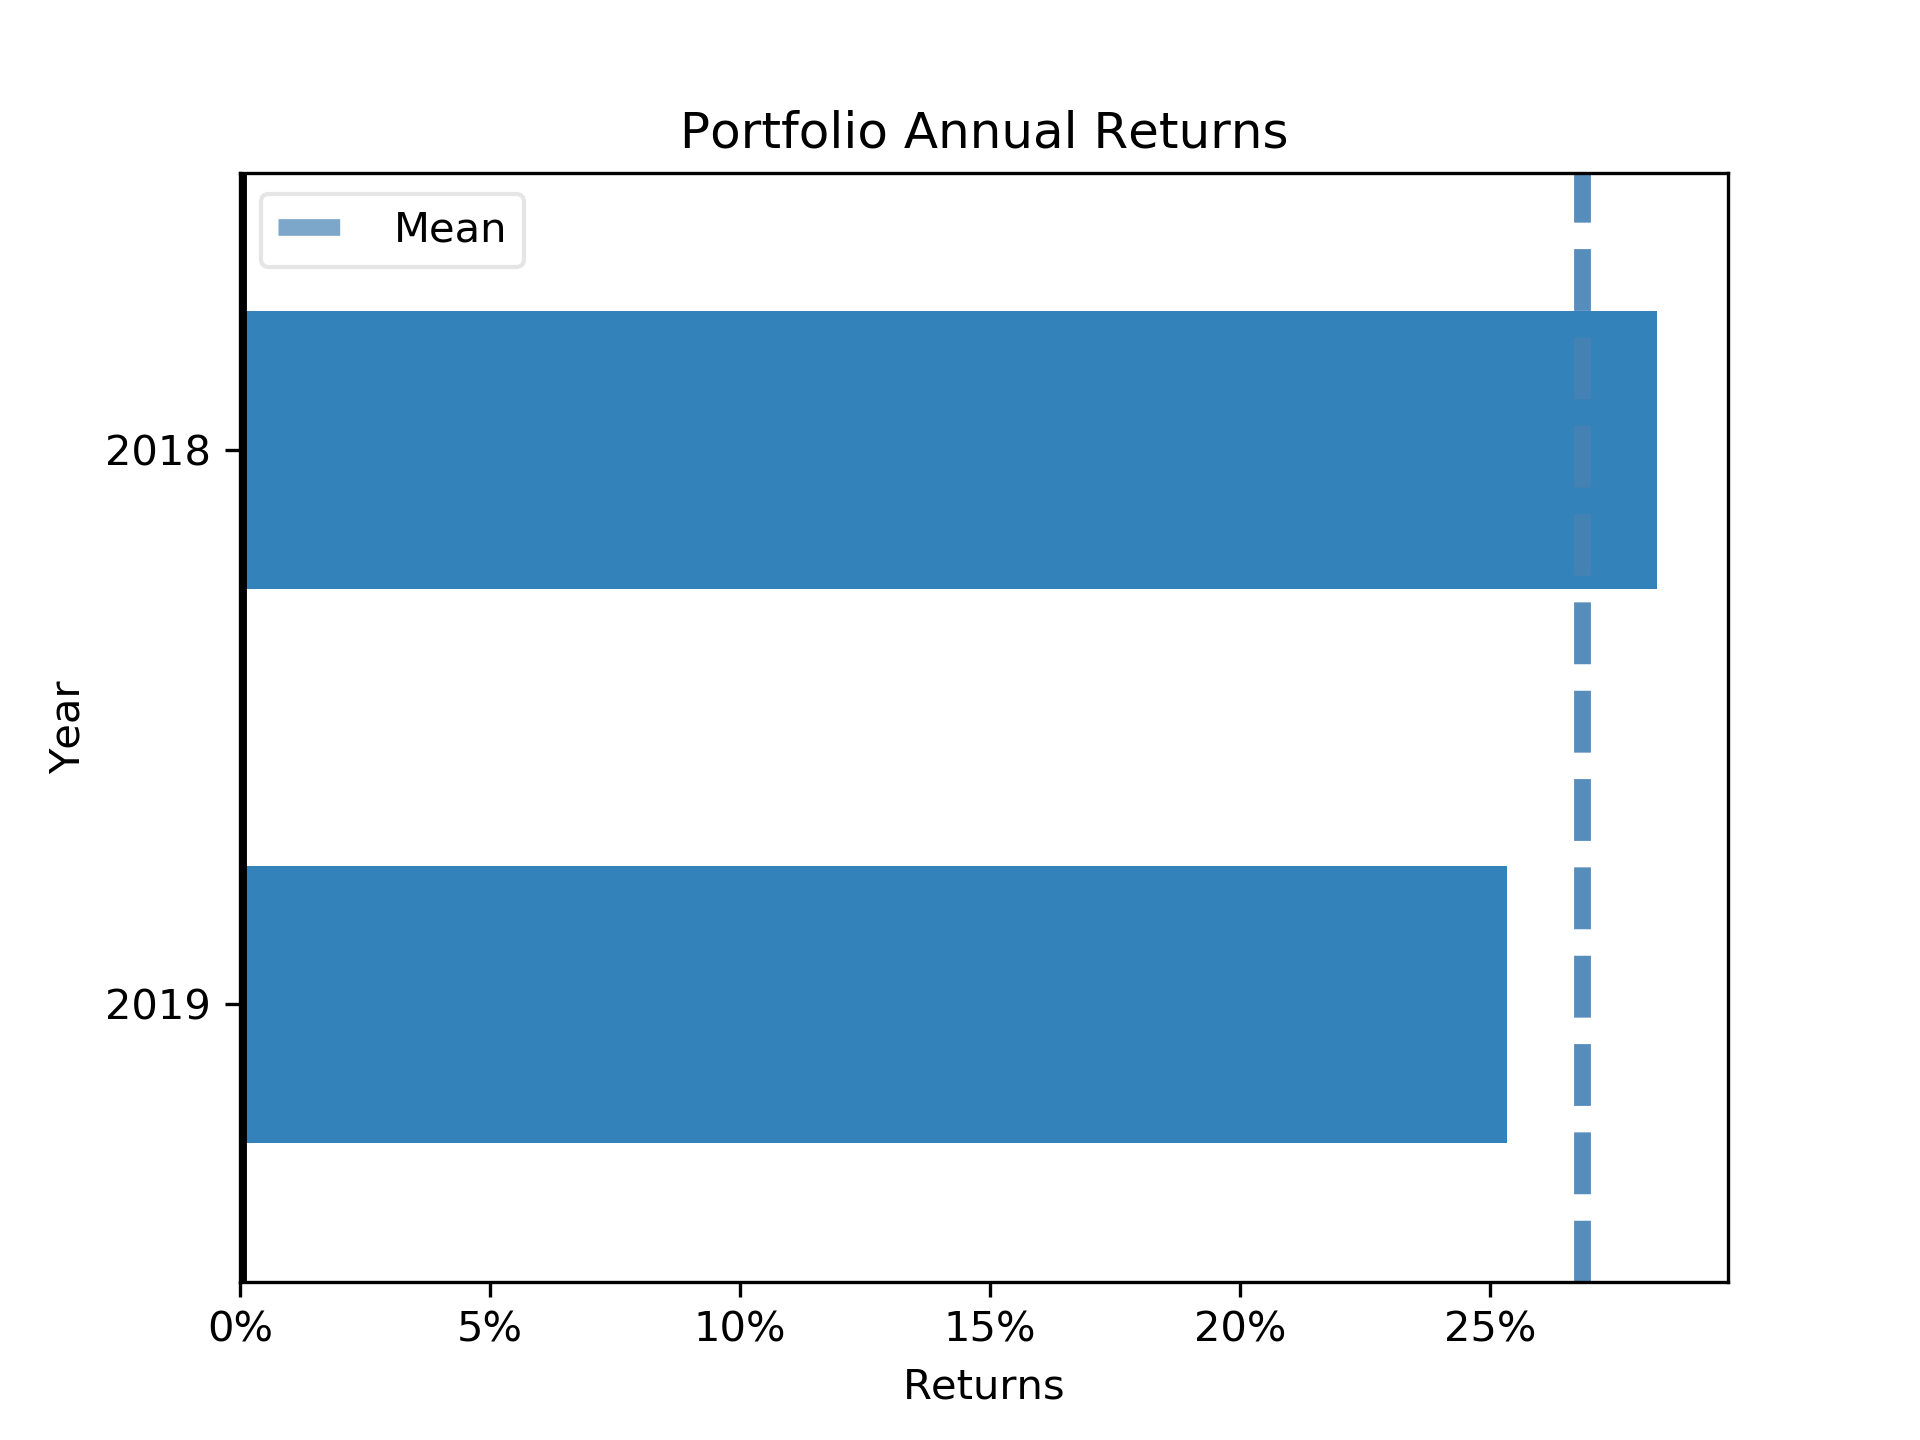 Portfolio Annual Returns
Mean
2018
2019
Year
0% 5% 10% 15% 20% 25%
Returns